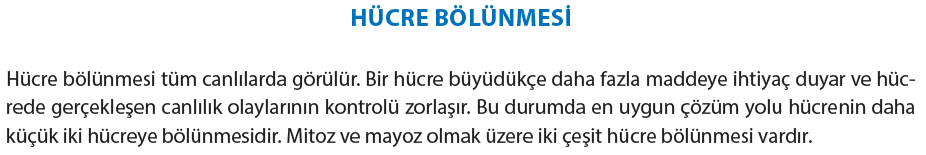 HÜCRE BÖLÜNMESİ
Hücre bölünmesi tüm canlılarda görülür. Bir hücre büyüdükçe daha fazla maddeye ihtiyaç duyar ve hüc-
rede gerçekleşen canlılık olaylarının kontrolü zorlaşır. Bu durumda en uygun çözüm yolu hücrenin daha
küçük iki hücreye bölünmesidir. Mitoz ve mayoz olmak üzere iki çeşit hücre bölünmesi vardır.